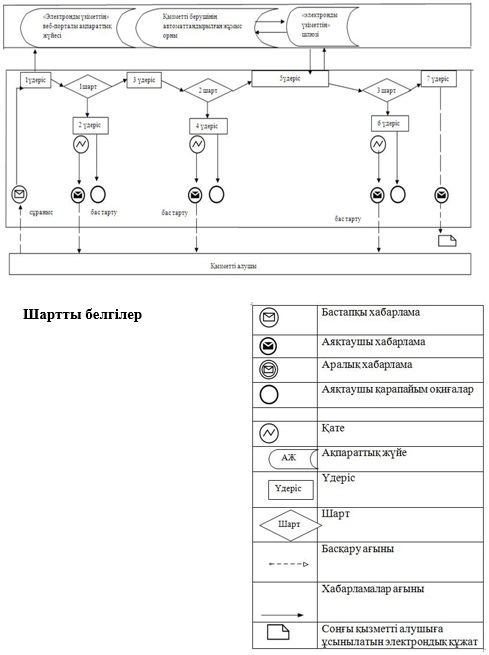 «Электронды үкіметтің»
веб-порталы ақпараттық
жүйесі
Қызметті берушінің
автоматтандырылған жұмыс
орны
«электронды
үкіметтің»
шлюзі
1үдеріс
1шарт
3 үдеріс
2 шарт
5үдеріс
3 шарт
7 үдеріс
2 үдеріс
4 үдеріс
6 үдеріс
сұраныс
бас тарту
бас тарту
бас тарту
Қызметті алушы
Шартты белгілер
Бастапқы хабарлама
Аяқтаушы хабарлама
Аралық хабарлама
Аяқтаушы қарапайым оқиғалар
Қате
АЖ
Ақпараттық жүйе
Үдеріс
Үдеріс
Шарт
Шарт
Басқару ағыны
Хабарламалар ағыны
Соңғы қызметті алушыға
ұсынылатын электрондық құжат